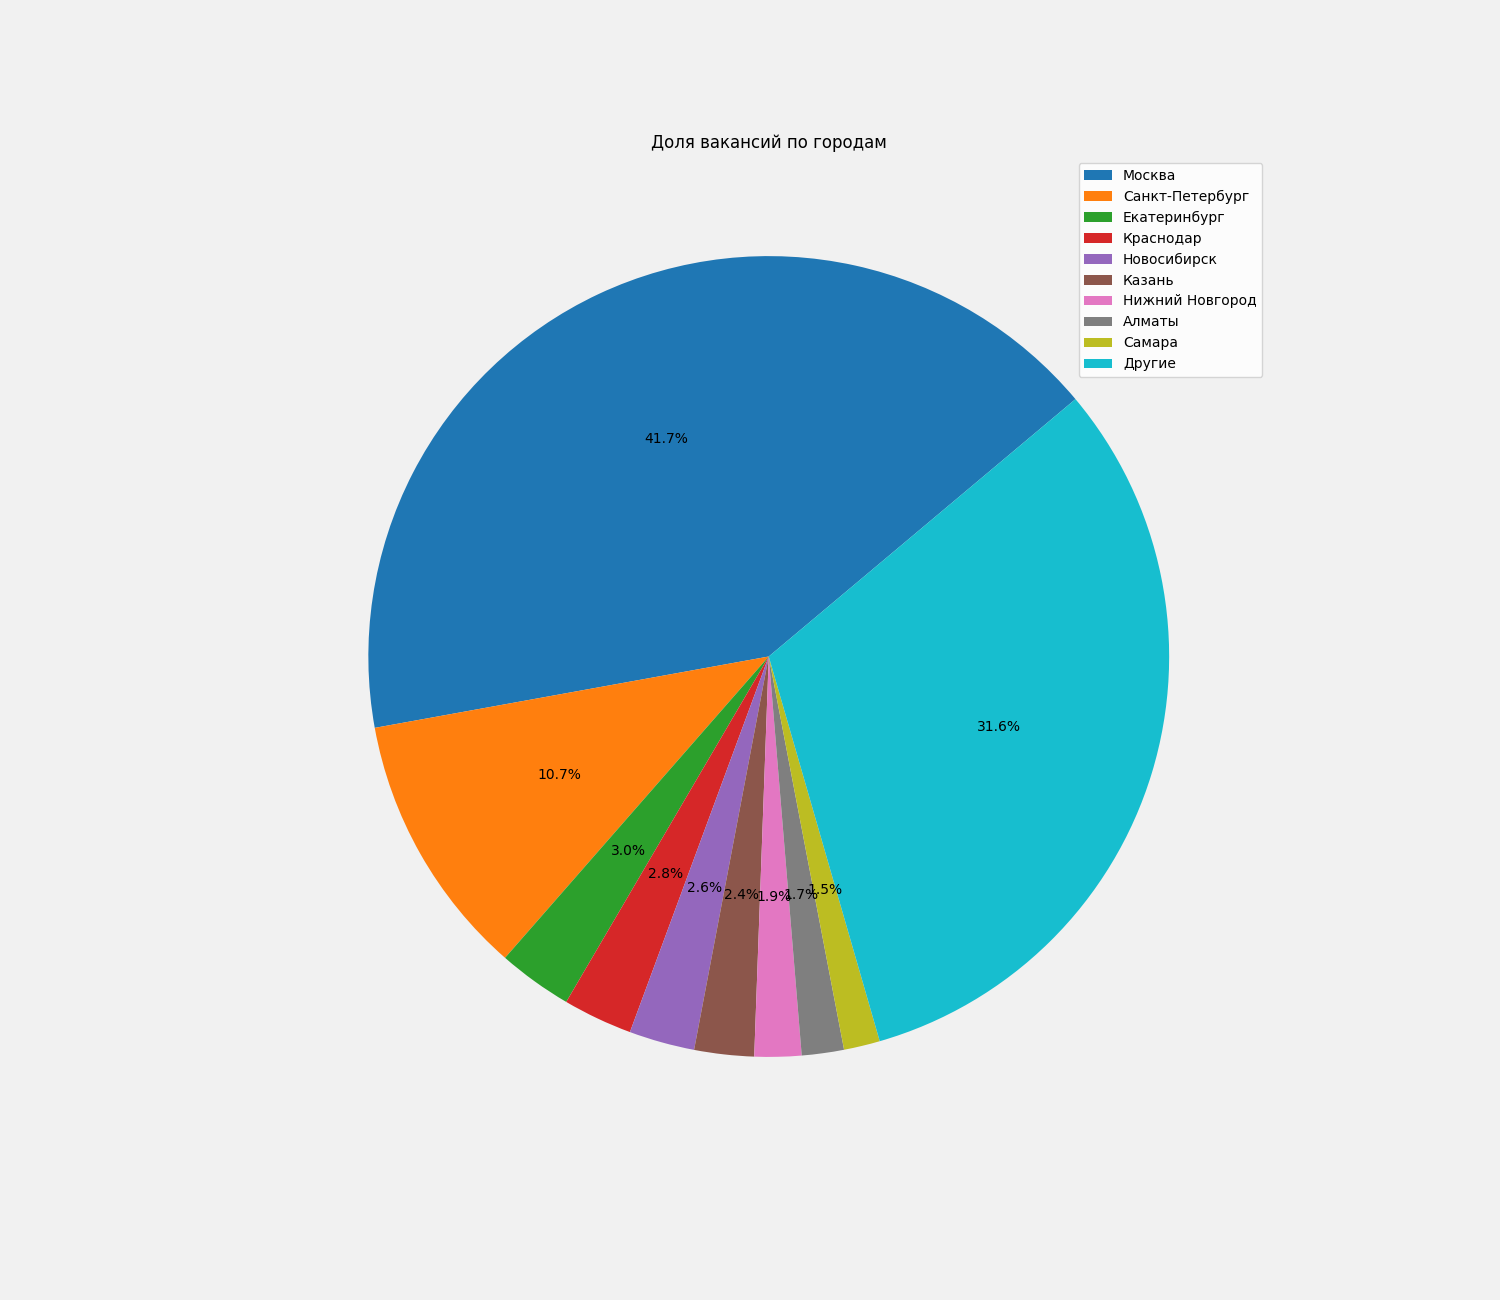 Доля вакансий по городам
Москва
Санкт-Петербург
Екатеринбург
Краснодар
Новосибирск
Казань
Нижний Новгород
Алматы
Самара
Другие
41.7%
31.6%
10.7%
3.0%
2.8%
2.6%
2.4%
1.9%
1.7%
1.5%